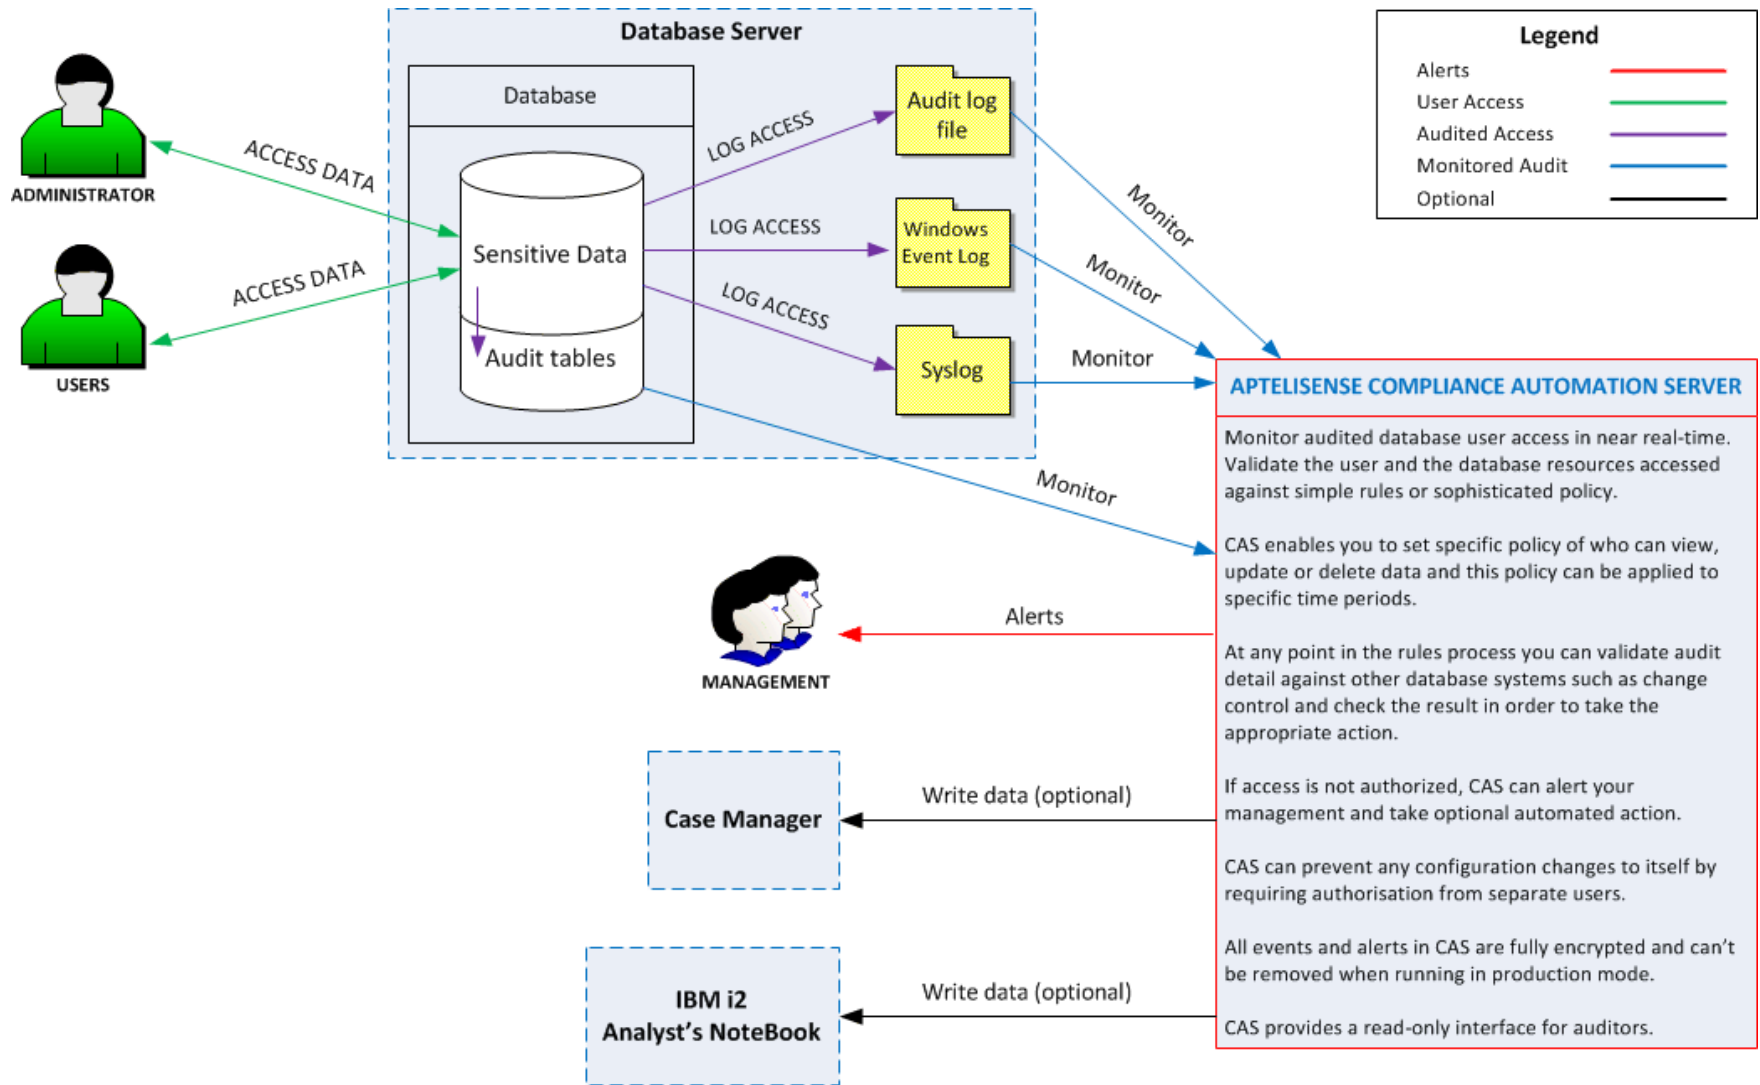 Database Server
Database
ADMINISTRATOR
USERS
ACCESS DATA
ACCESS DATA
Sensitive Data
Audit tables
LOG ACCESS
LOG ACCESS
LOG ACCESS
Audit log
file
Windows
Event Log
Syslog
Monitor
Monitor
Monitor
Monitor
Legend
Alerts
User Access
Audited Access
Monitored Audit
Optional
APTELISENSE COMPLIANCE AUTOMATION SERVER
Monitor audited database user access in near real-time.
Validate the user and the database resources accessed
against simple rules or sophisticated policy.
CAS enables you to set specific policy of who can view,
update or delete data and this policy can be applied to
specific time periods.
At any point in the rules process you can validate audit
detail against other database systems such as change
control and check the result in order to take the
appropriate action.
If access is not authorized, CAS can alert your
management and take optional automated action.
CAS can prevent any configuration changes to itself by
requiring authorisation from separate users.
All events and alerts in CAS are fully encrypted and can’t
be removed when running in production mode.
CAS provides a read-only interface for auditors.
Alerts
MANAGEMENT
Write data (optional)
Case Manager
Write data (optional)
IBM i2
Analyst’s NoteBook